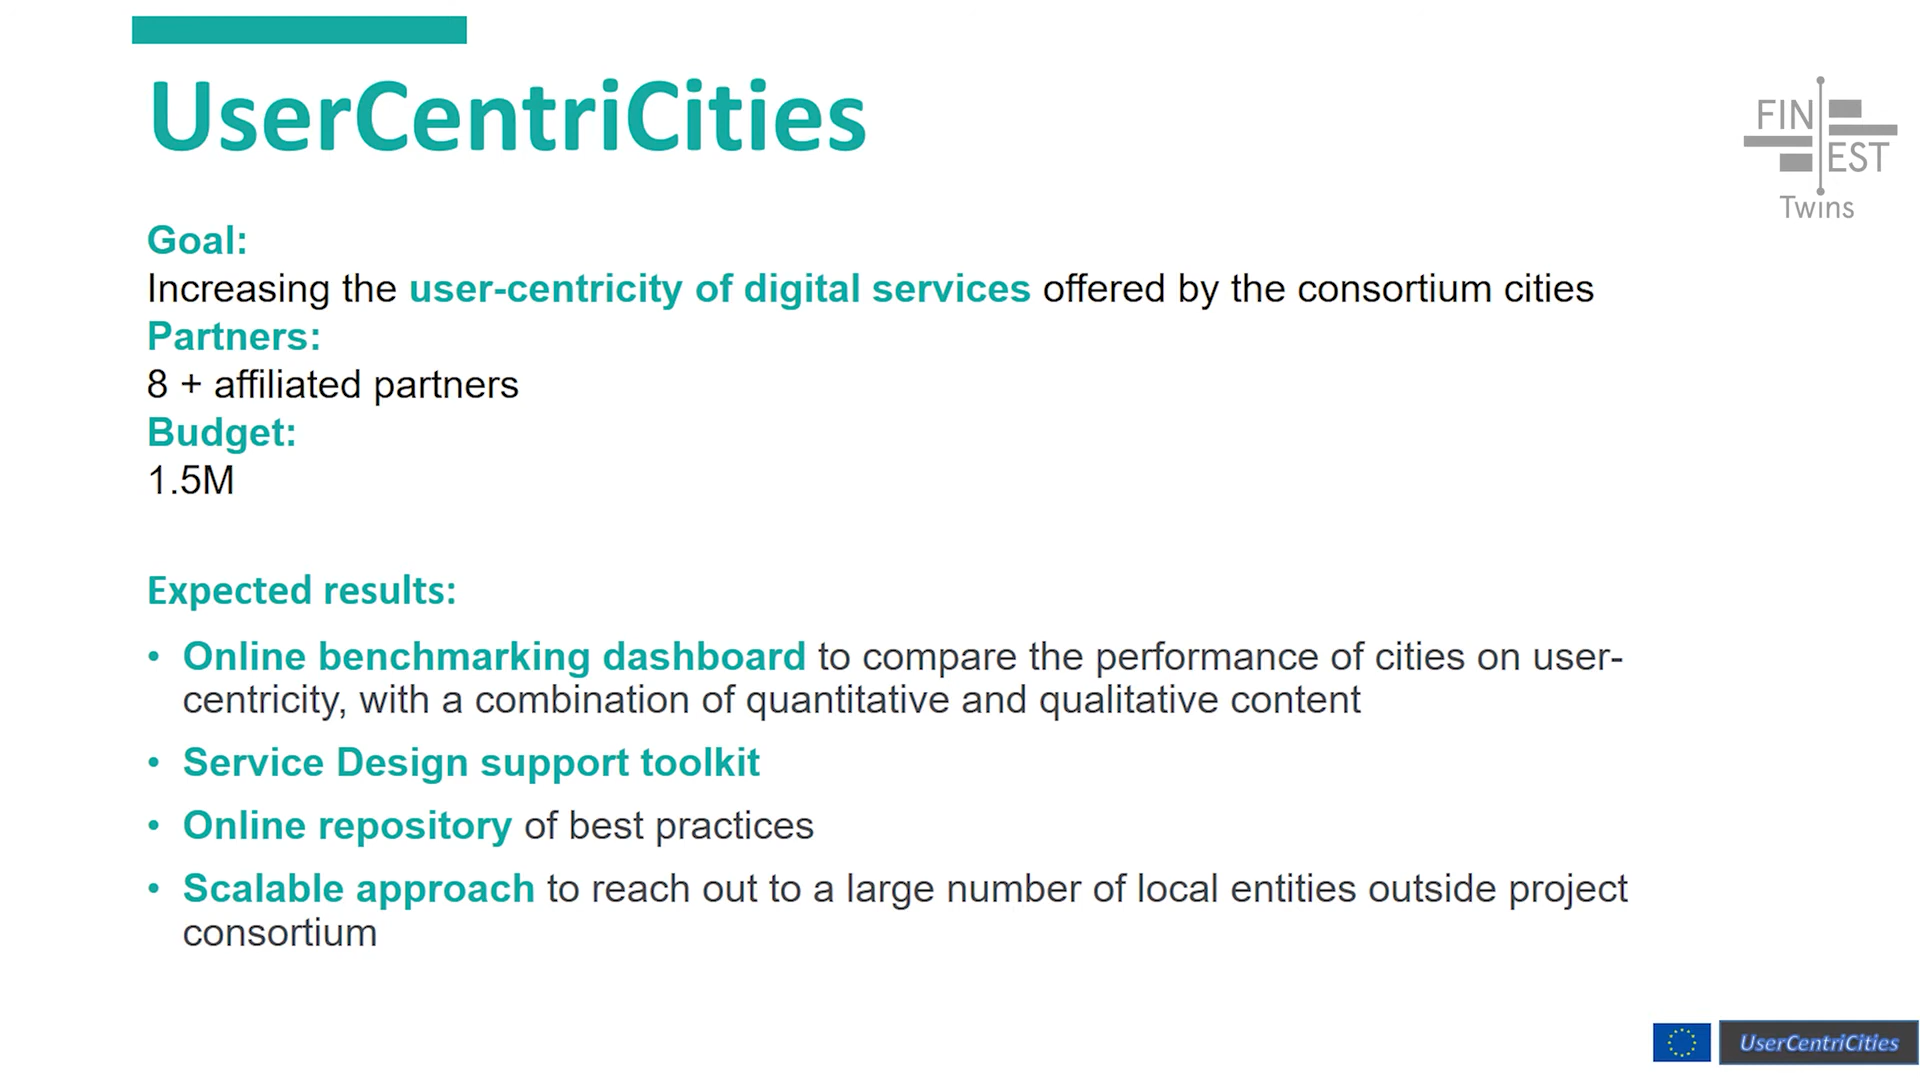 UserCentriCities
FIN
EST
Twins
Goal:
Increasing the user-centricity of digital services offered by the consortium cities
Partners:
8 + affiliated partners
Budget:
1.5M
Expected results:
• Online benchmarking dashboard to compare the performance of cities on user-
centricity, with a combination of quantitative and qualitative content
• Service Design support toolkit
• Online repository of best practices
• Scalable approach to reach out to a large number of local entities outside project
consortium
UserCentriCities